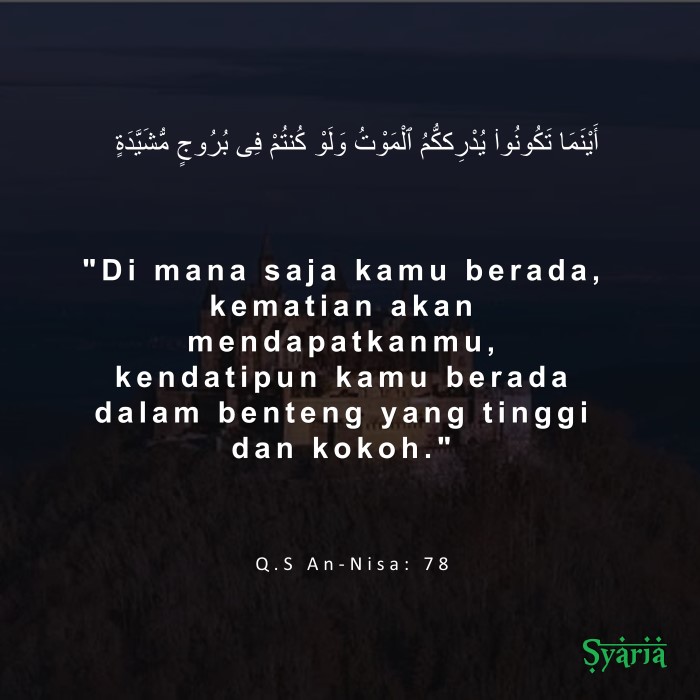 أَيْنَمَا تَكُونُوا۟ يُدْرِككُّمُ ٱلْمَوْتُ وَلَوْ كُنتُمْ فِى بُرُوجٍ مُّشَيَّدَةٍ
"Di mana saja kamu berada,
kematian akan
mendapatkanmu,
kendatipun kamu berada
dalam benteng yang tinggi
dan kokoh."
Q.S An-Nisa: 78
Syaria